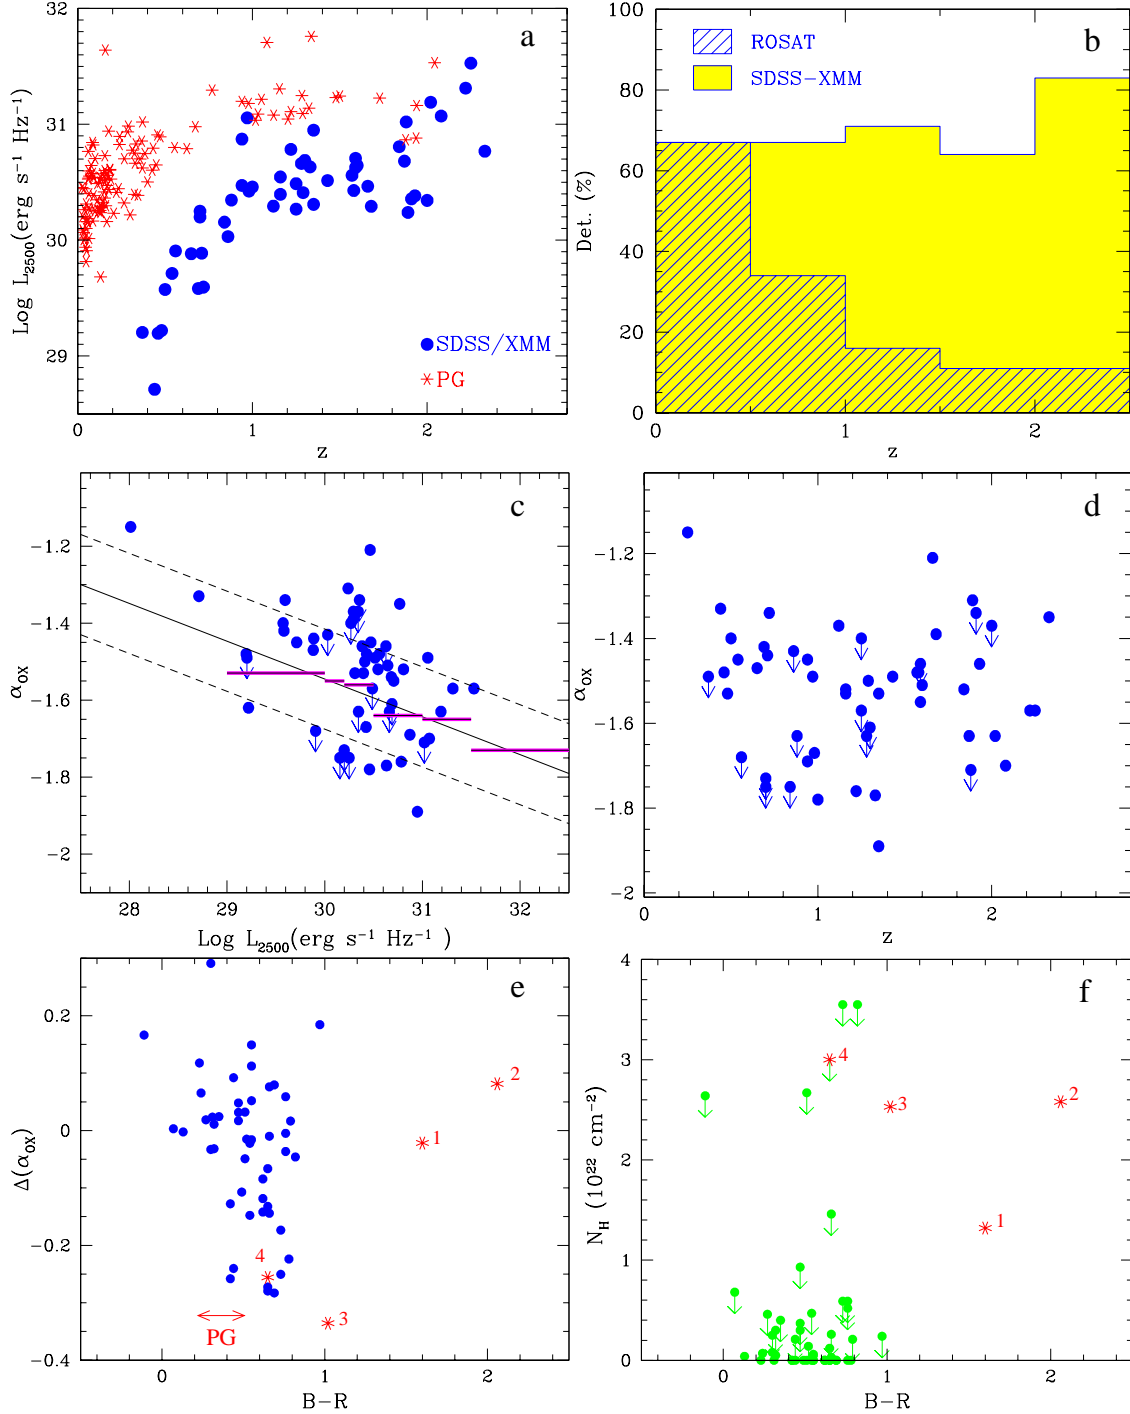 32
31
30
29
Log L2500(erg s⁻¹ Hz⁻¹)
a
SDSS/XMM
PG
0
1
2
z
100
80
60
40
20
0
Det. (%)
b
ROSAT
SDSS-XMM
0
1
2
z
−1.2
−1.4
−1.6
−1.8
−2
αOX
c
28
29
30
31
32
Log L2500(erg s⁻¹ Hz⁻¹ )
−1.2
−1.4
−1.6
−1.8
−2
αOX
d
0
1
2
z
0.2
0
−0.2
−0.4
Δ(αOX)
e
2
1
4
3
PG
0
1
2
B−R
4
3
2
1
0
NH (10²² cm⁻²)
f
4
3
2
1
0
1
2
B−R